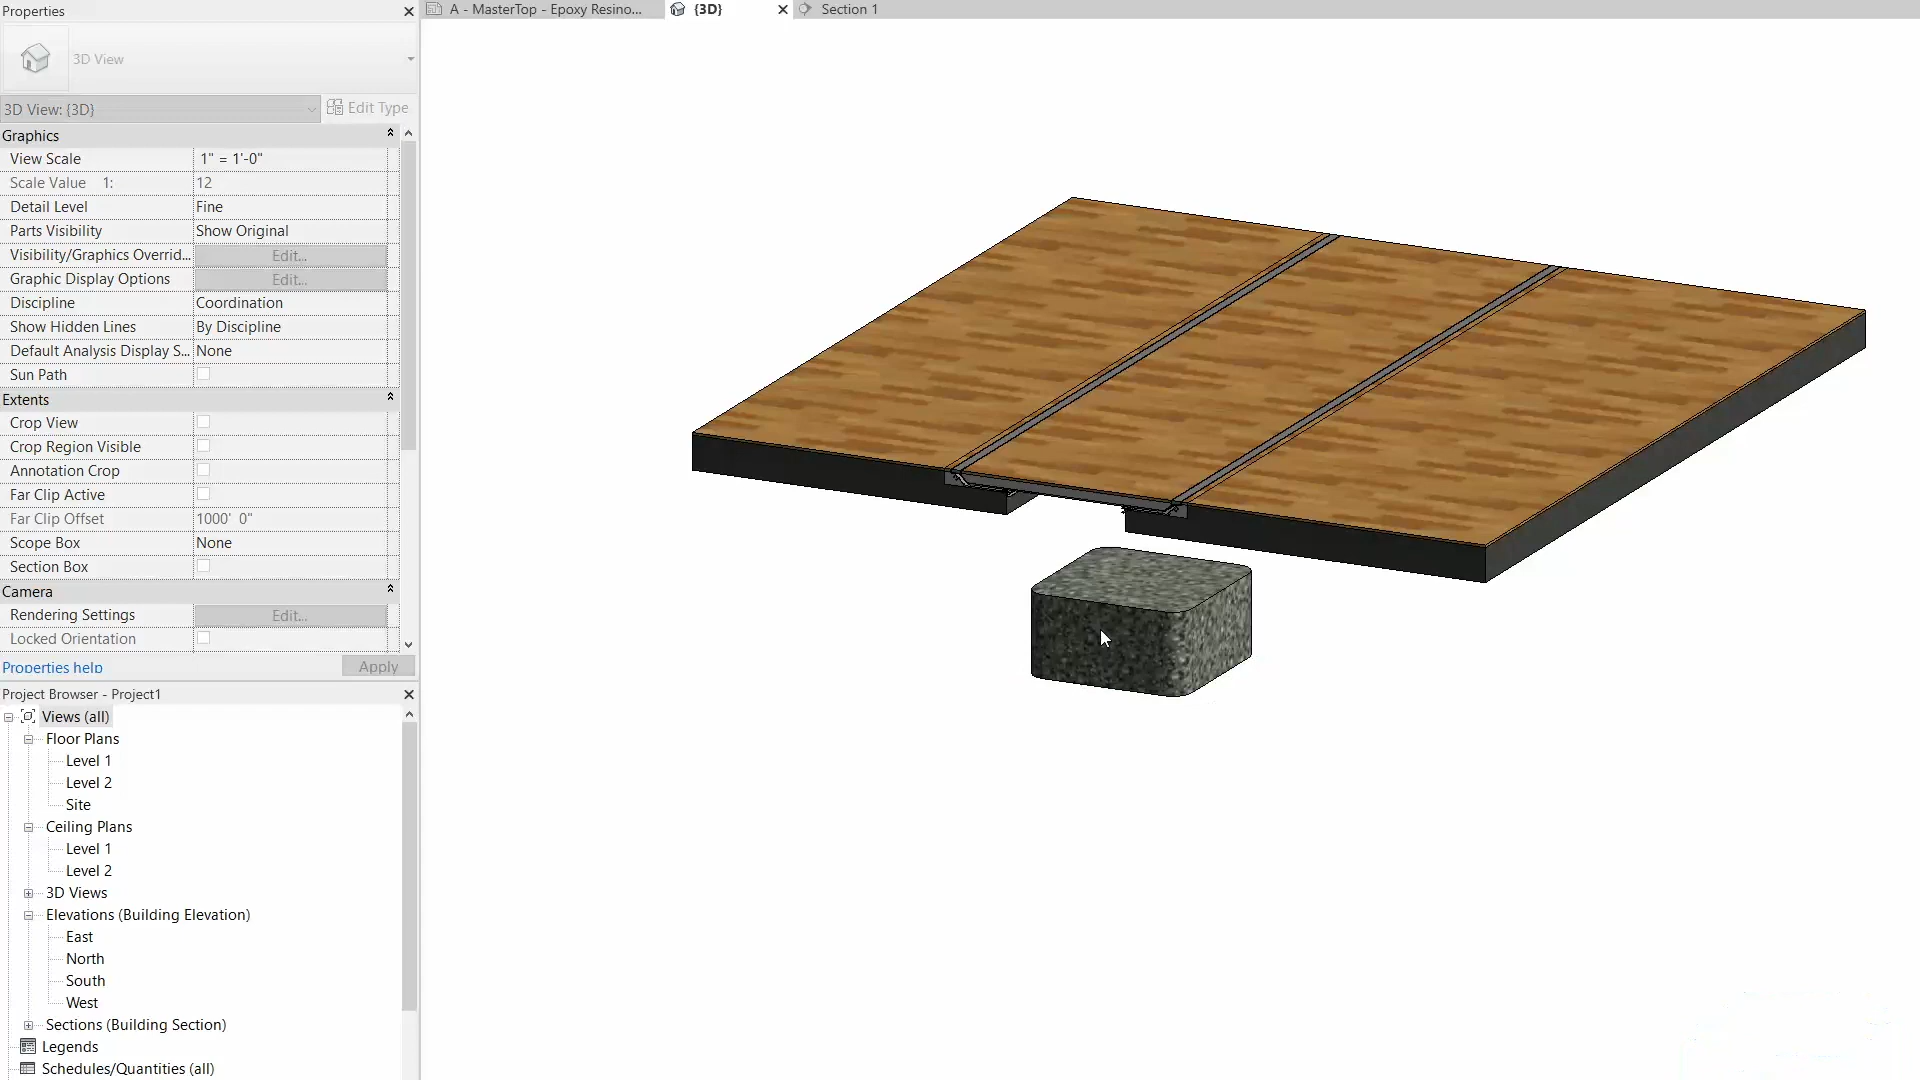 Properties
A - MasterTop - Epoxy Resino...
{3D}
Section 1
3D View
3D View: {3D}
Edit Type
Graphics
View Scale 1" = 1'-0"
Scale Value 1: 12
Detail Level Fine
Parts Visibility Show Original
Visibility/Graphics Overrid... Edit...
Graphic Display Options Edit...
Discipline Coordination
Show Hidden Lines By Discipline
Default Analysis Display S... None
Sun Path
Extents
Crop View
Crop Region Visible
Annotation Crop
Far Clip Active
Far Clip Offset 1000' 0"
Scope Box None
Section Box
Camera
Rendering Settings Edit...
Locked Orientation
Properties help
Apply
Project Browser - Project1
Views (all)
Floor Plans
Level 1
Level 2
Site
Ceiling Plans
Level 1
Level 2
3D Views
Elevations (Building Elevation)
East
North
South
West
Sections (Building Section)
Legends
Schedules/Quantities (all)